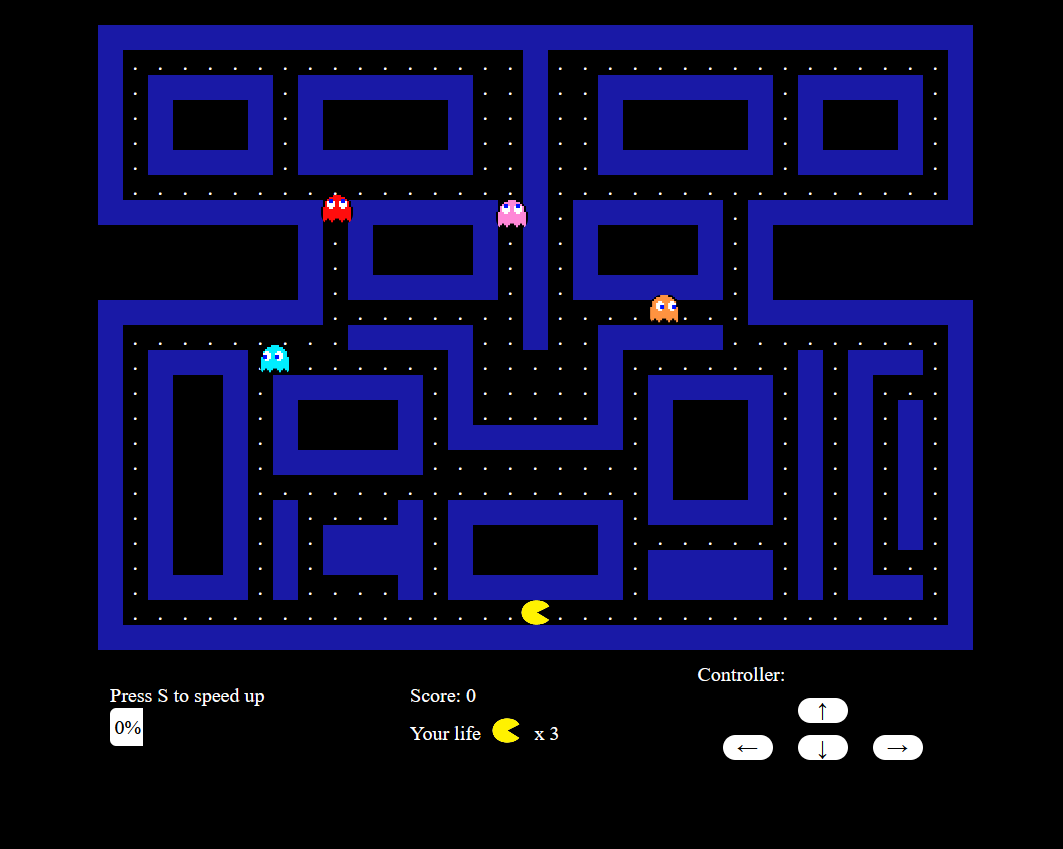 Controller:
Press S to speed up
Score: 0
↑
0%
Your life x 3
← ↓ →